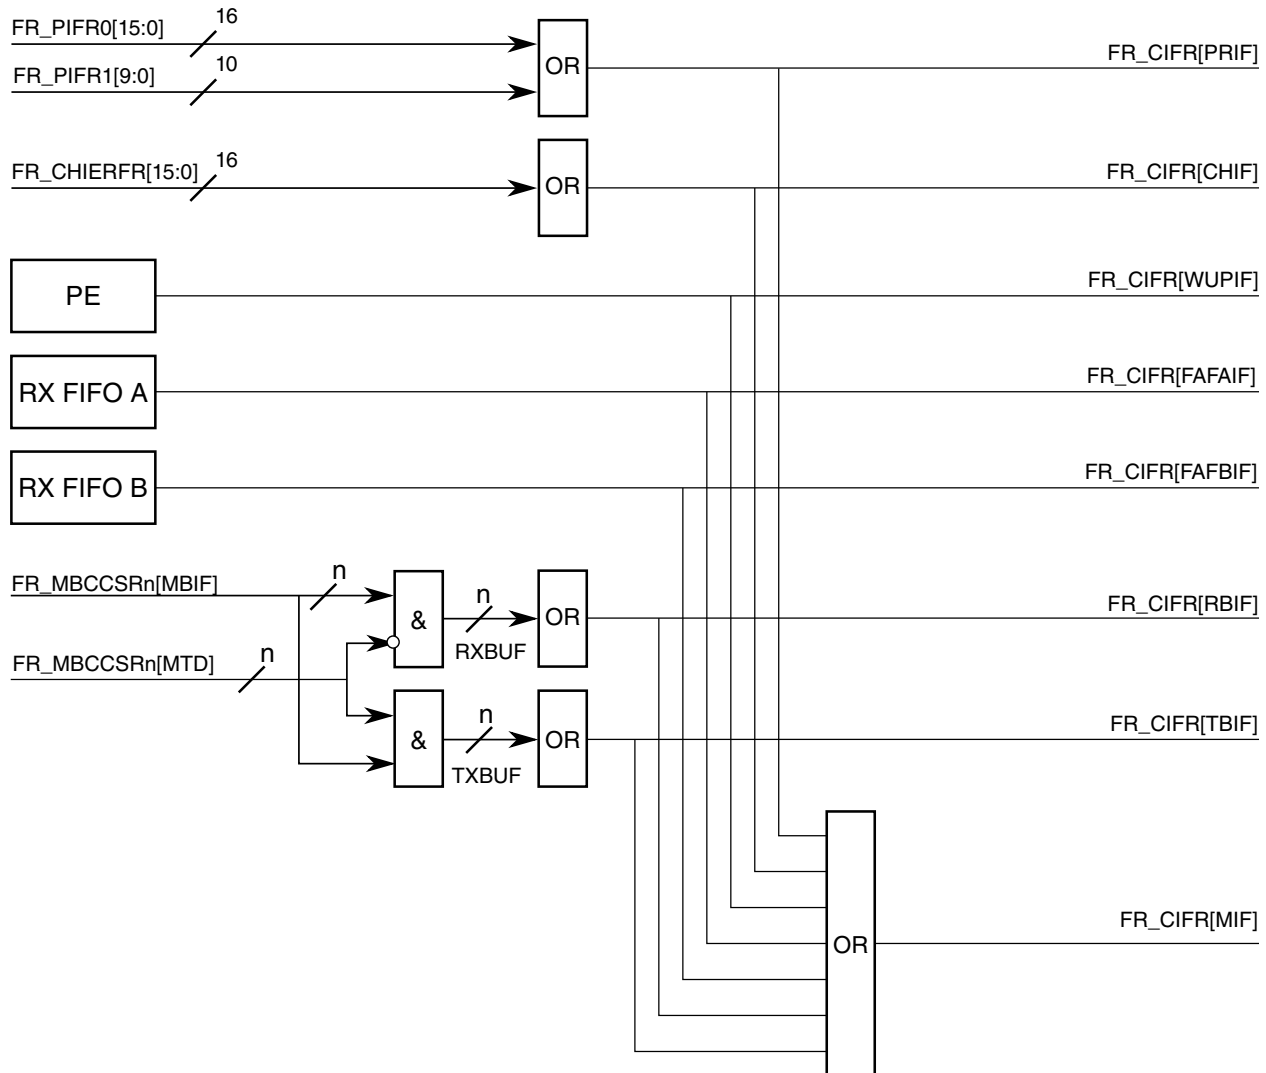 FR_PIFR0[15:0]
16
OR
FR_CIFR[PRIF]
FR_PIFR1[9:0]
10
FR_CHIERFR[15:0]
16
OR
FR_CIFR[CHIF]
PE
FR_CIFR[WUPIF]
RX FIFO A
FR_CIFR[FAFAIF]
RX FIFO B
FR_CIFR[FAFBIF]
FR_MBCCSRn[MBIF]
n
&
n
RXBUF
OR
FR_CIFR[RBIF]
FR_MBCCSRn[MTD]
n
&
n
TXBUF
OR
FR_CIFR[TBIF]
OR
FR_CIFR[MIF]